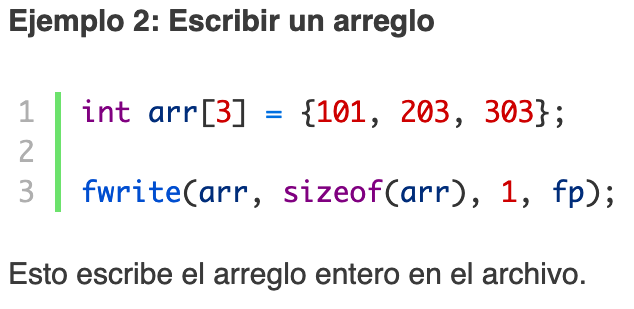 Ejemplo 2: Escribir un arreglo
1 int arr[3] = {101, 203, 303};
2
3 fwrite(arr, sizeof(arr), 1, fp);
Esto escribe el arreglo entero en el archivo.